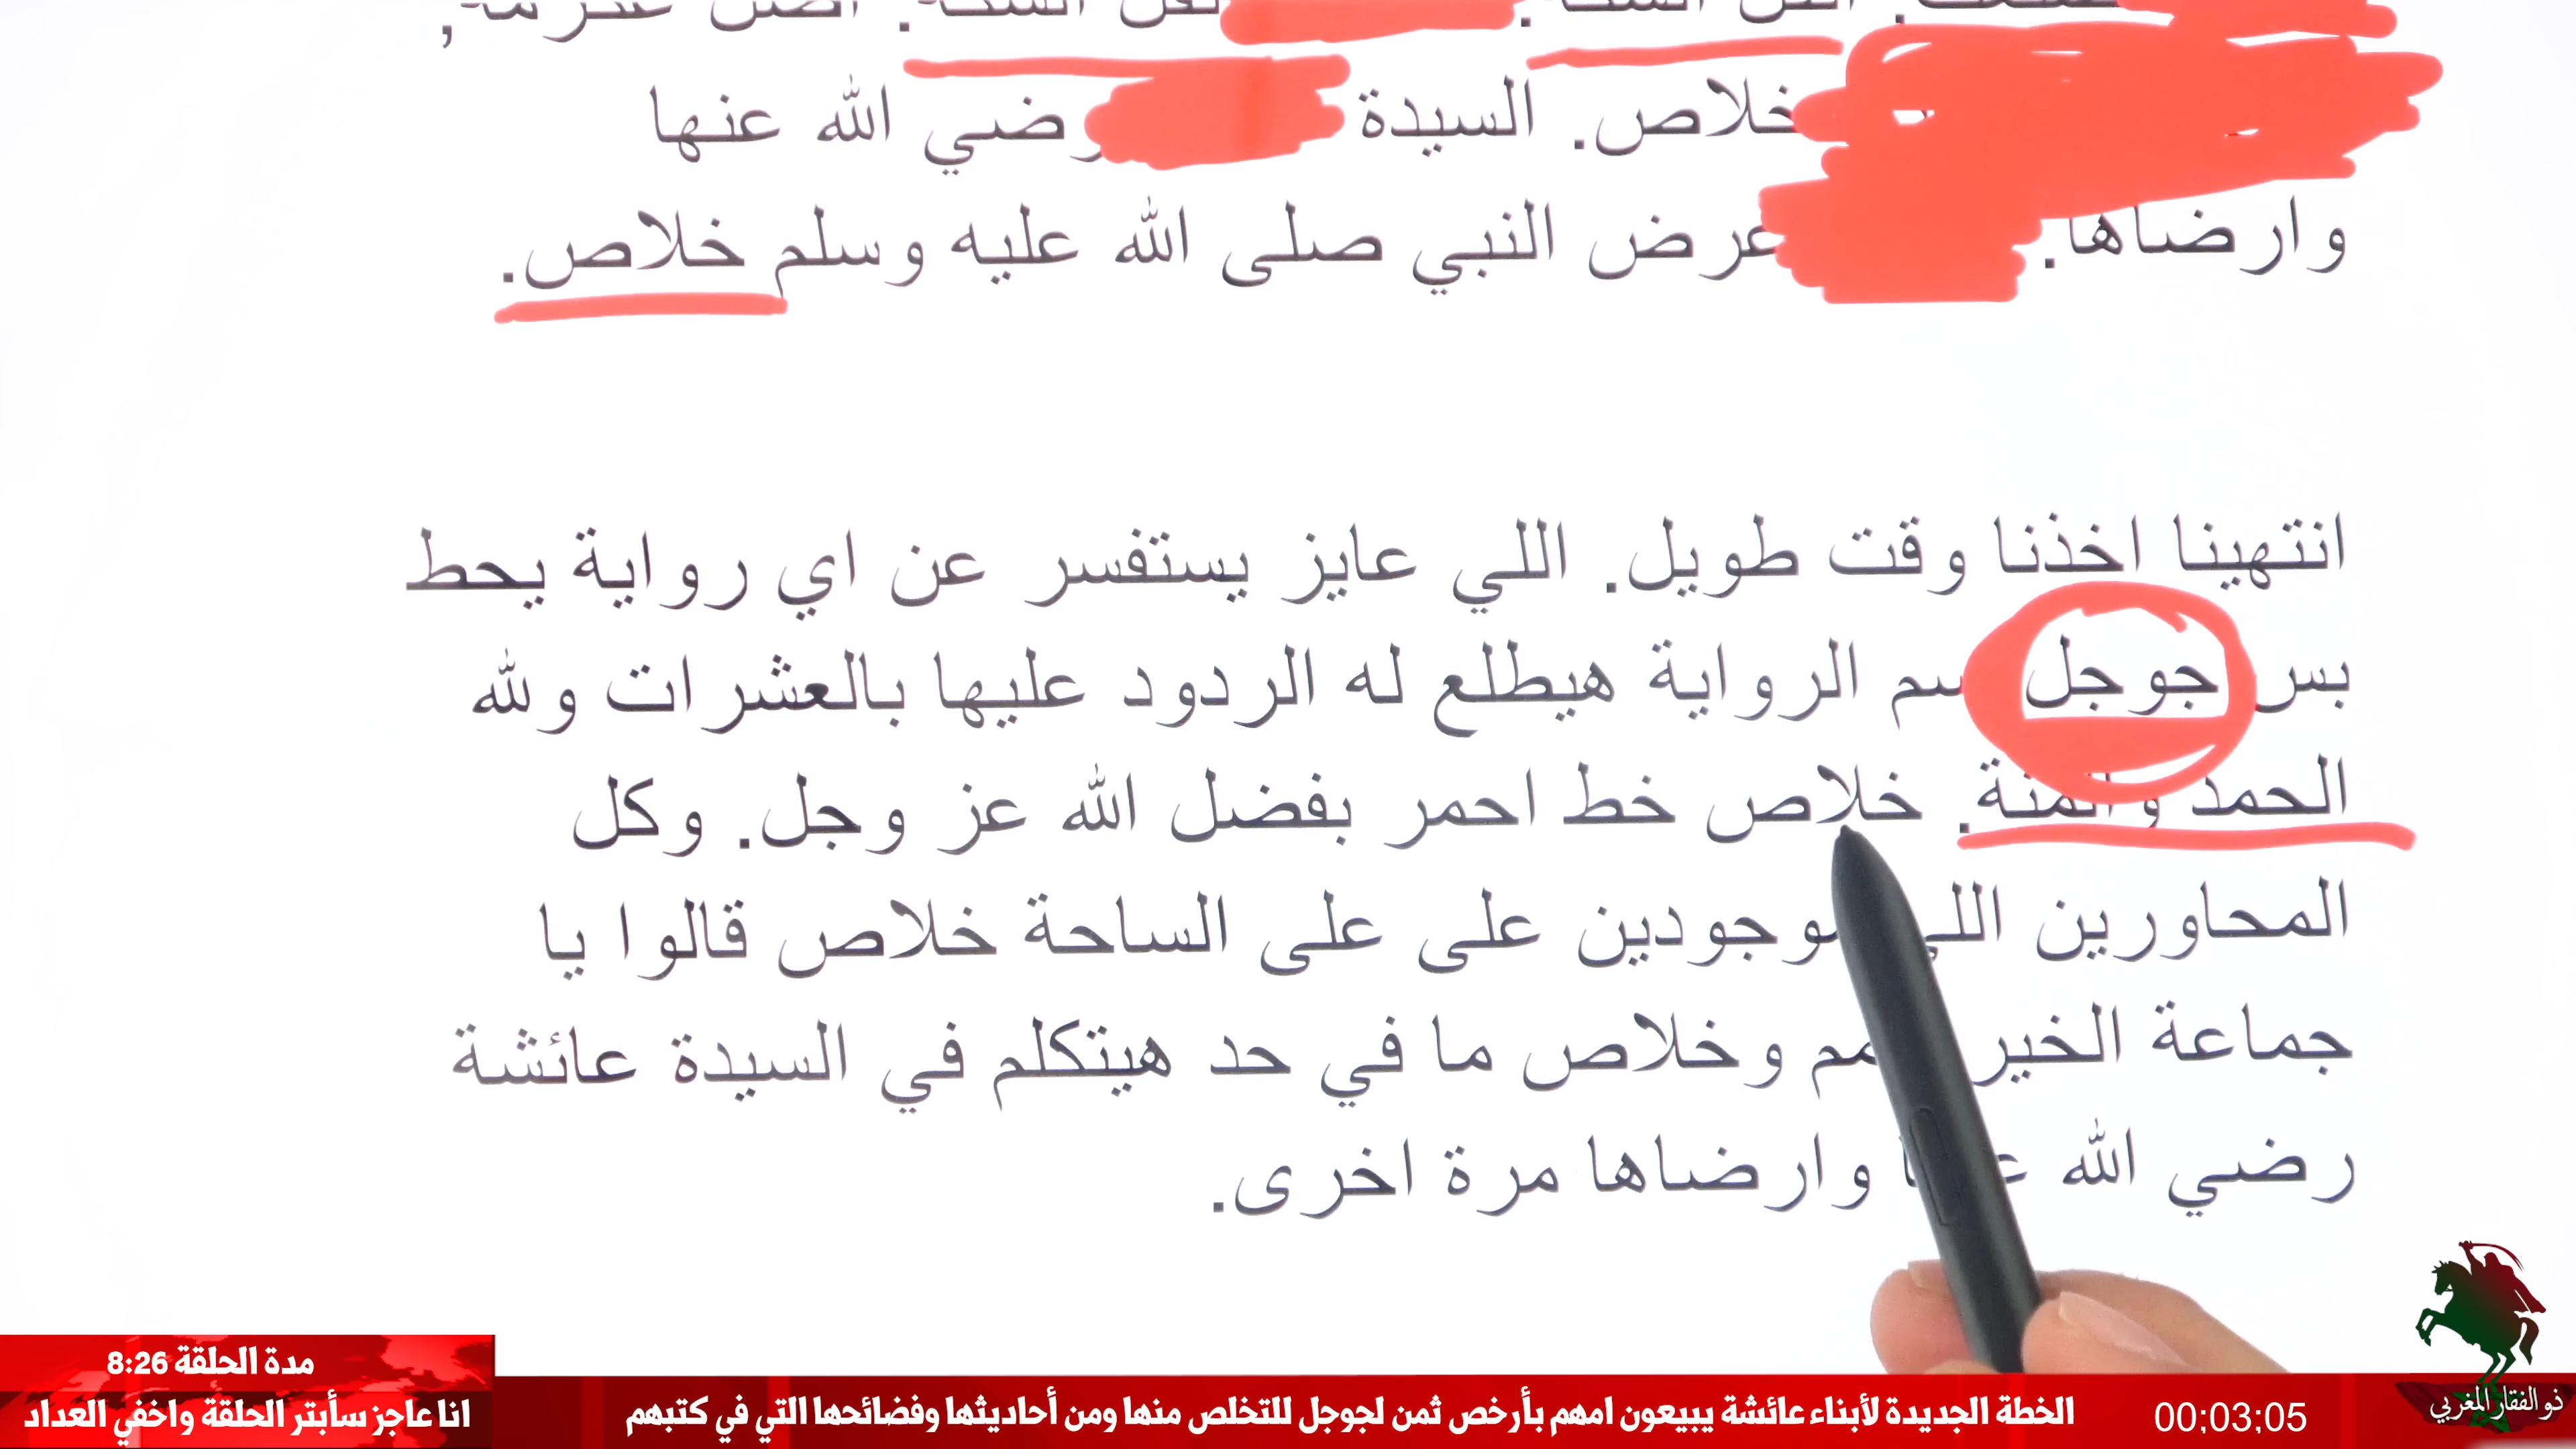 خلاص. السيدة رضي الله عنها
وارضاها. عرض النبي صلى الله عليه وسلم خلاص.
انتهينا اخذنا وقت طويل. اللي عايز يستفسر عن اي رواية يحط
بس جوجل الرواية هيطلع له الردود عليها بالعشرات ولله
الحمد والمنة. خلاص خط احمر بفضل الله عز وجل. وكل
المحاورين موجودين على على الساحة خلاص قالوا يا
جماعة الخير وخلاص ما في حد هيتكلم في السيدة عائشة
رضي الله وارضاها مرة اخرى.
مدة الحلقة 8:26
انا عاجز سأبتر الحلقة واخفي العداد
الخطة الجديدة لأبناء عائشة يبيعون امهم بأرخص ثمن لجوجل للتخلص منها ومن أحاديثها وفضائحها التي في كتبهم
00;03;05
ذو الفقار المغربي